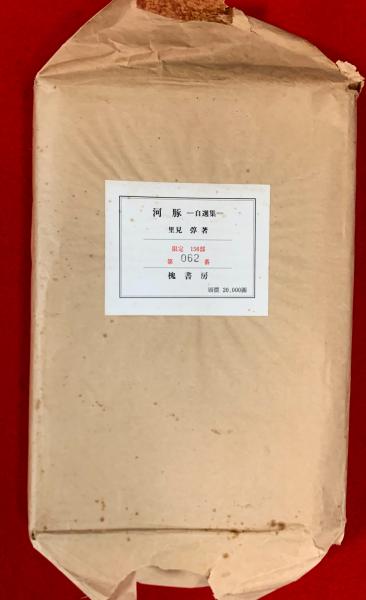 河豚 ―自選集―
里見弴著
限定 150部
第 062 番
槐書房
頒價 20,000圓